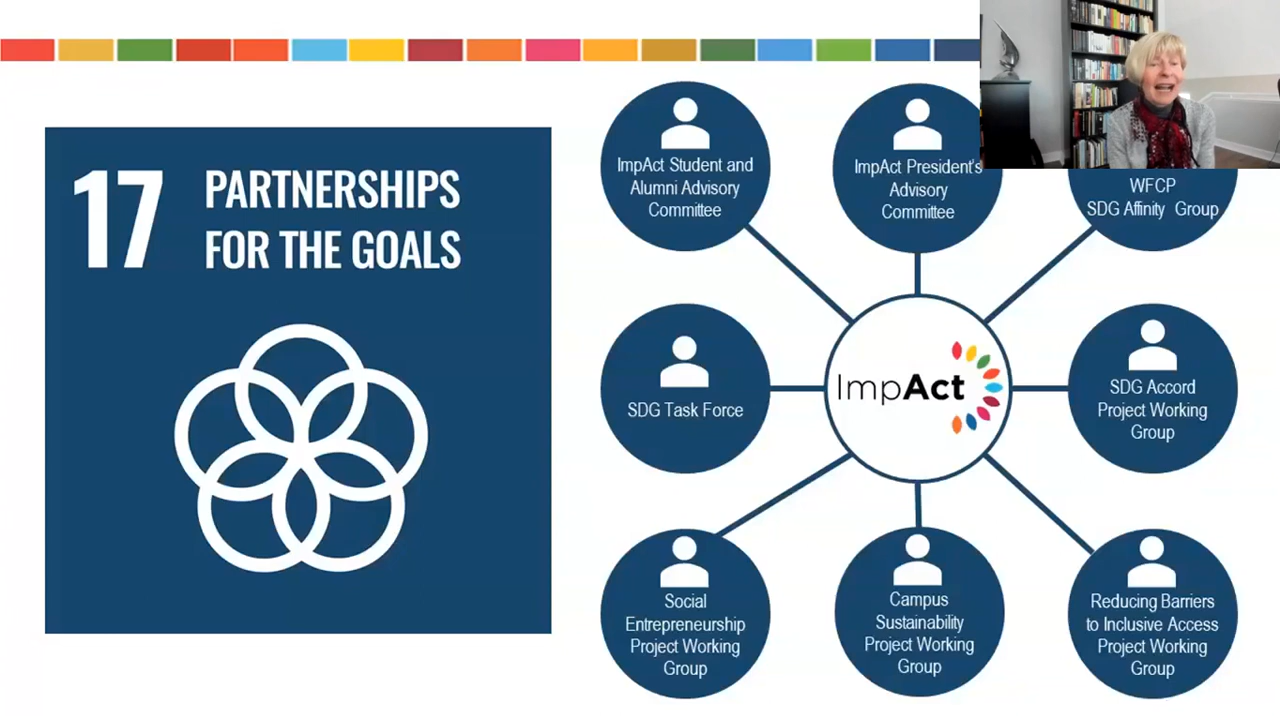 17
PARTNERSHIPS
FOR THE GOALS
ImpAct Student and
Alumni Advisory
Committee
ImpAct President's
Advisory
Committee
WFCP
SDG Affinity Group
SDG Task Force
ImpAct
SDG Accord
Project Working
Group
Social
Entrepreneurship
Project Working
Group
Campus
Sustainability
Project Working
Group
Reducing Barriers
to Inclusive Access
Project Working
Group